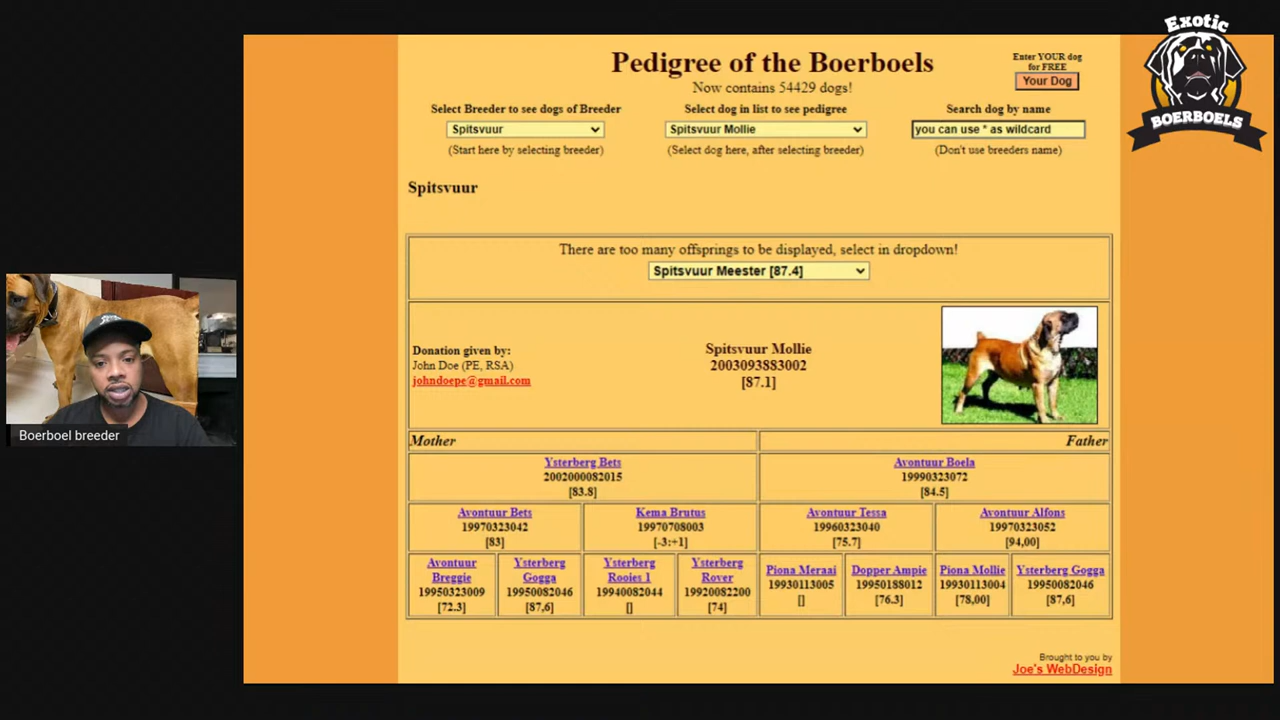 Exotic
BOERBOELS
Pedigree of the Boerboels
Now contains 54429 dogs!
Enter YOUR dog
for FREE
Your Dog
Select Breeder to see dogs of Breeder
Select dog in list to see pedigree
Search dog by name
Spitsvuur
Spitsvuur Mollie
you can use * as wildcard
(Start here by selecting breeder)
(Select dog here, after selecting breeder)
(Don't use breeders name)
Spitsvuur
There are too many offsprings to be displayed, select in dropdown!
Spitsvuur Meester [87.4]
Donation given by:
John Doe (PE, RSA)
johndoepe@gmail.com
Spitsvuur Mollie
2003093883002
[87.1]
Mother
Father
Ysterberg Bets
2002000082015
[83.8]
Avontuur Boela
19990323072
[84.5]
Avontuur Bets
19970323042
[83]
Kema Brutus
19970708003
[-3:+1]
Avontuur Tessa
19960323040
[75.7]
Avontuur Alfons
19970323052
[94,00]
Avontuur
Breggie
19950323009
[72.3]
Ysterberg
Gogga
19950082046
[87,6]
Ysterberg
Rooies 1
19940082044
[]
Ysterberg
Rover
19920082200
[74]
Piona Meraai
19930113005
[]
Dopper Ampie
19950188012
[76.3]
Piona Mollie
19930113004
[78,00]
Ysterberg Gogga
19950082046
[87,6]
Brought to you by
Joe's WebDesign
Boerboel breeder